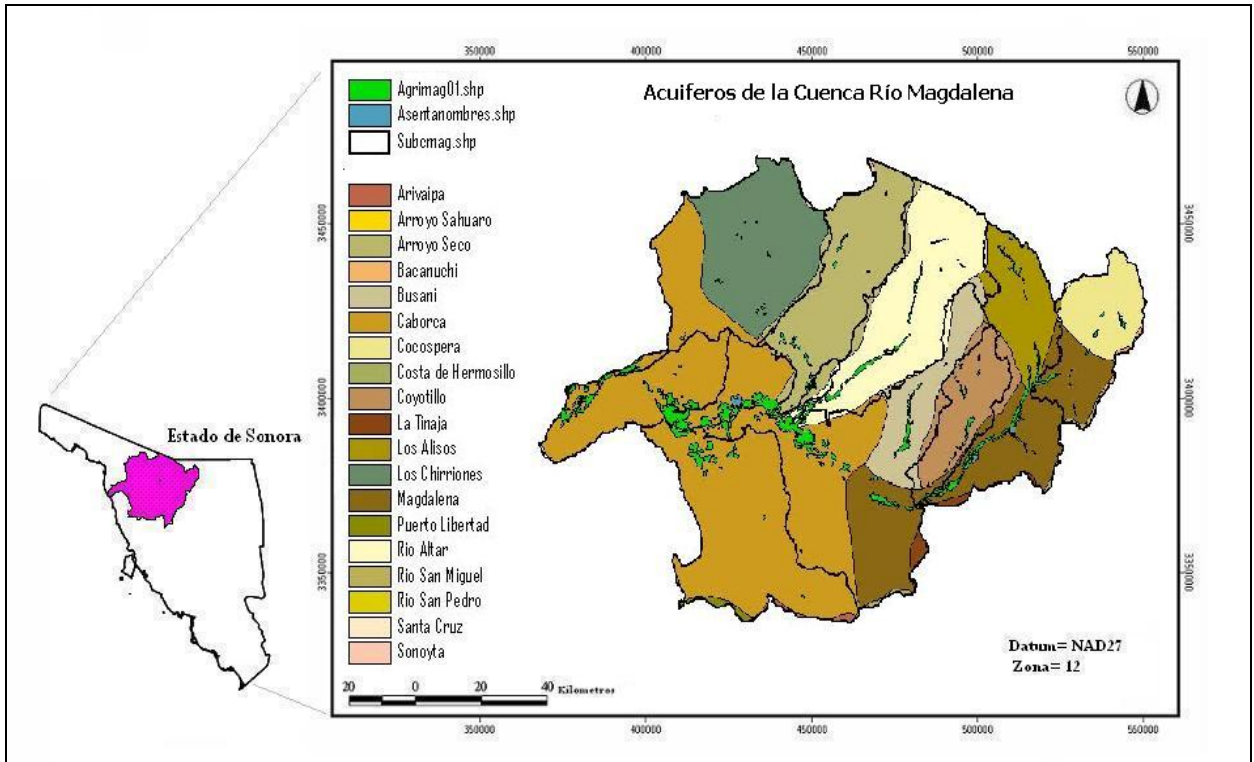 350000 400000 450000 500000 550000
Acuiferos de la Cuenca Río Magdalena
Agrimag01.shp
Asentanombres.shp
Subcmag.shp
Arivaipa
Arroyo Sahuaro
Arroyo Seco
Bacanuchi
Busani
Caborca
Cocospera
Costa de Hermosillo
Coyotillo
La Tinaja
Los Alisos
Los Chirriones
Magdalena
Puerto Libertad
Rio Altar
Rio San Miguel
Rio San Pedro
Santa Cruz
Sonoyta
3450000
3400000
3350000
3450000
3400000
3350000
Estado de Sonora
Datum= NAD27
Zona= 12
20 0 20 40 Kilometros
350000 400000 450000 500000 550000